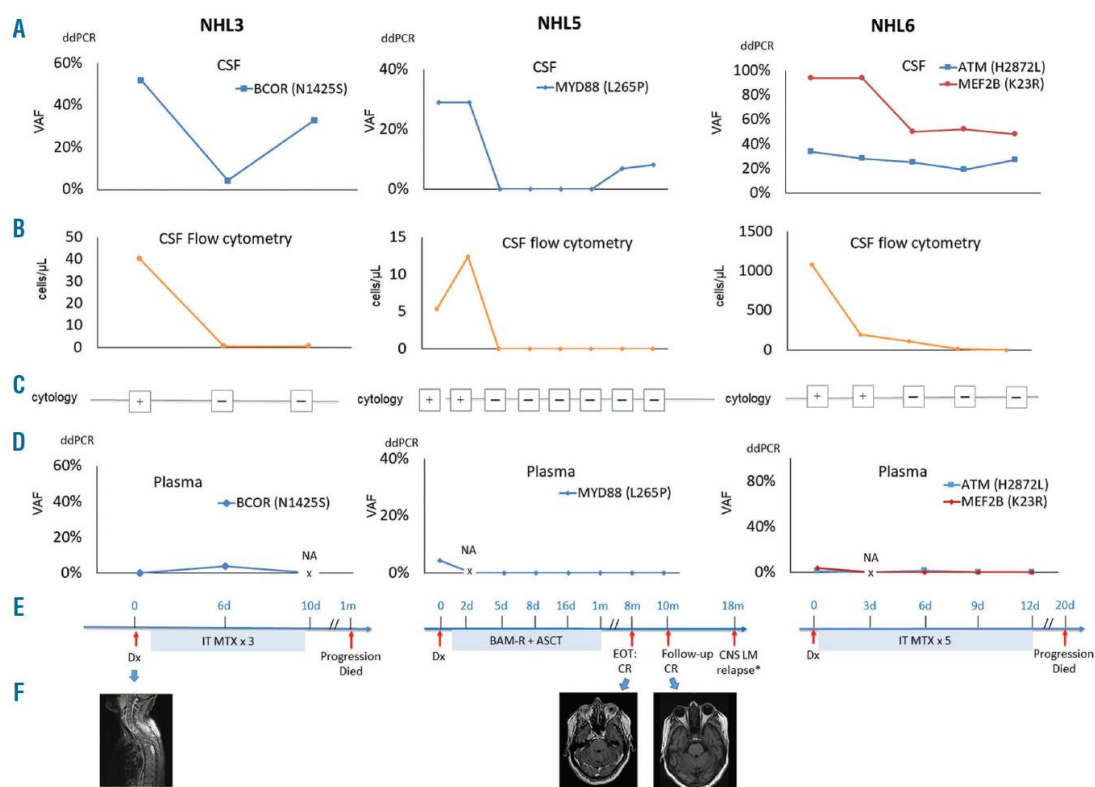 NHL3
NHL5
NHL6
A
ddPCR
60%
40%
20%
0%
VAF
CSF
BCOR (N1425S)
ddPCR
40%
20%
0%
VAF
CSF
MYD88 (L265P)
ddPCR
100%
80%
60%
40%
20%
0%
VAF
CSF
ATM (H2872L)
MEF2B (K23R)
B
50
40
30
20
10
0
cells/µL
CSF Flow cytometry
15
10
5
0
cells/µL
CSF flow cytometry
1500
1000
500
0
cells/µL
CSF flow cytometry
C
cytology + − −
cytology + + − − − − − −
cytology + + − − −
D
ddPCR
60%
40%
20%
0%
VAF
Plasma
BCOR (N1425S)
NA
x
ddPCR
40%
20%
0%
VAF
Plasma
MYD88 (L265P)
NA
x
ddPCR
80%
40%
0%
VAF
Plasma
ATM (H2872L)
MEF2B (K23R)
NA
x
E
0 6d 10d 1m
//
IT MTX x 3
Dx
Progression
Died
0 2d 5d 8d 16d 1m 8m 10m 18m
//
BAM-R + ASCT
Dx
EOT:
CR
Follow-up
CR
CNS LM
relapse*
0 3d 6d 9d 12d 20d
//
IT MTX x 5
Dx
Progression
Died
F